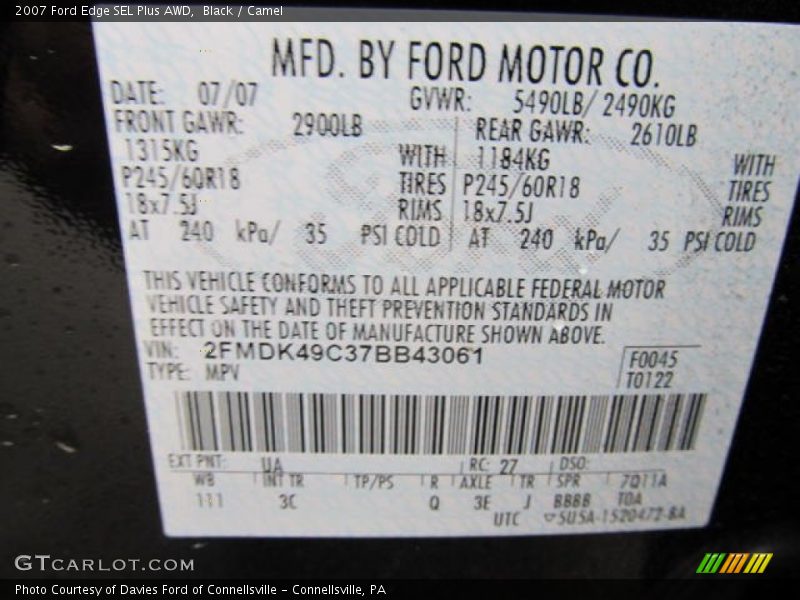 2007 Ford Edge SEL Plus AWD, Black / Camel
MFD. BY FORD MOTOR CO.
DATE: 07/07 GVWR: 5490LB/ 2490KG
FRONT GAWR: 2900LB REAR GAWR: 2610LB
1315KG WITH 1184KG WITH
P245/60R18 TIRES P245/60R18 TIRES
18x7.5J RIMS 18x7.5J RIMS
AT 240 kPa/ 35 PSI COLD AT 240 kPa/ 35 PSI COLD
THIS VEHICLE CONFORMS TO ALL APPLICABLE FEDERAL MOTOR
VEHICLE SAFETY AND THEFT PREVENTION STANDARDS IN
EFFECT ON THE DATE OF MANUFACTURE SHOWN ABOVE.
VIN: 2FMDK49C37BB43061 F0045
TYPE: MPV T0122
EXT PNT: UA RC: 27 DSO:
WB INT TR TP/PS R AXLE TR SPR 7Q11A
111 3C Q 3E J BBBB TOA
UTC 5U5A-1520472-BA
GTCARLOT.COM
Photo Courtesy of Davies Ford of Connellsville - Connellsville, PA